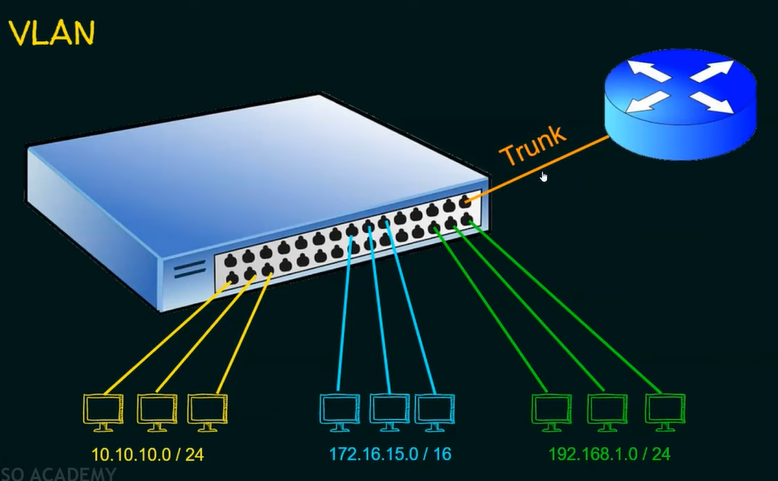 VLAN
Trunk
10.10.10.0 / 24
172.16.15.0 / 16
192.168.1.0 / 24
SO ACADEMY